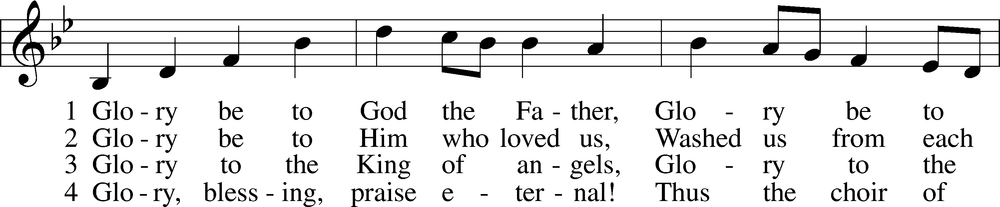 1 Glo - ry be to God the Fa - ther, Glo - ry be to
2 Glo - ry be to Him who loved us, Washed us from each
3 Glo - ry to the King of an - gels, Glo - ry to the
4 Glo - ry, bless - ing, praise e - ter - nal! Thus the choir of